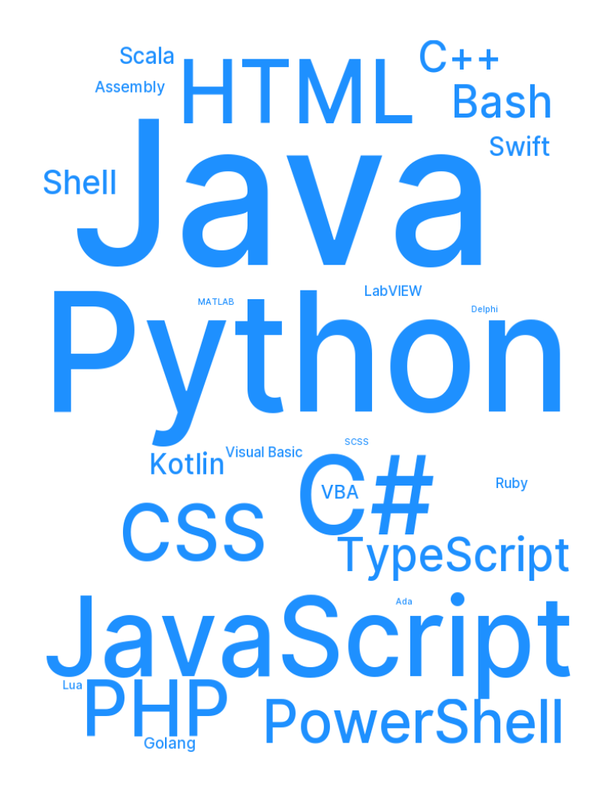 Scala
C++
HTML
Assembly
Bash
Swift
Java
Shell
LabVIEW
MATLAB
Delphi
Python
SCSS
Visual Basic
Kotlin
Ruby
C#
VBA
CSS
TypeScript
Ada
JavaScript
Lua
PHP
PowerShell
Golang